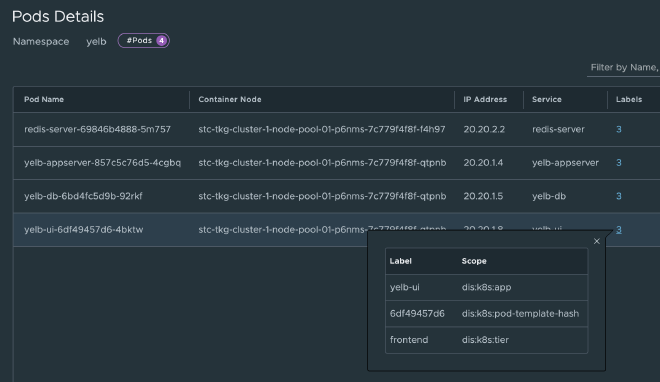 Pods Details
Namespace yelb #Pods 4
Filter by Name,
Pod Name Container Node IP Address Service Labels
redis-server-69846b4888-5m757 stc-tkg-cluster-1-node-pool-01-p6nms-7c779f4f8f-f4h97 20.20.2.2 redis-server 3
yelb-appserver-857c5c76d5-4cgbq stc-tkg-cluster-1-node-pool-01-p6nms-7c779f4f8f-qtpnb 20.20.1.4 yelb-appserver 3
yelb-db-6bd4fc5d9b-92rkf stc-tkg-cluster-1-node-pool-01-p6nms-7c779f4f8f-qtpnb 20.20.1.5 yelb-db 3
yelb-ui-6df49457d6-4bktw stc-tkg-cluster-1-node-pool-01-p6nms-7c779f4f8f-qtpnb 20.20.1.8 yelb-ui 3
Label Scope
yelb-ui dis:k8s:app
6df49457d6 dis:k8s:pod-template-hash
frontend dis:k8s:tier